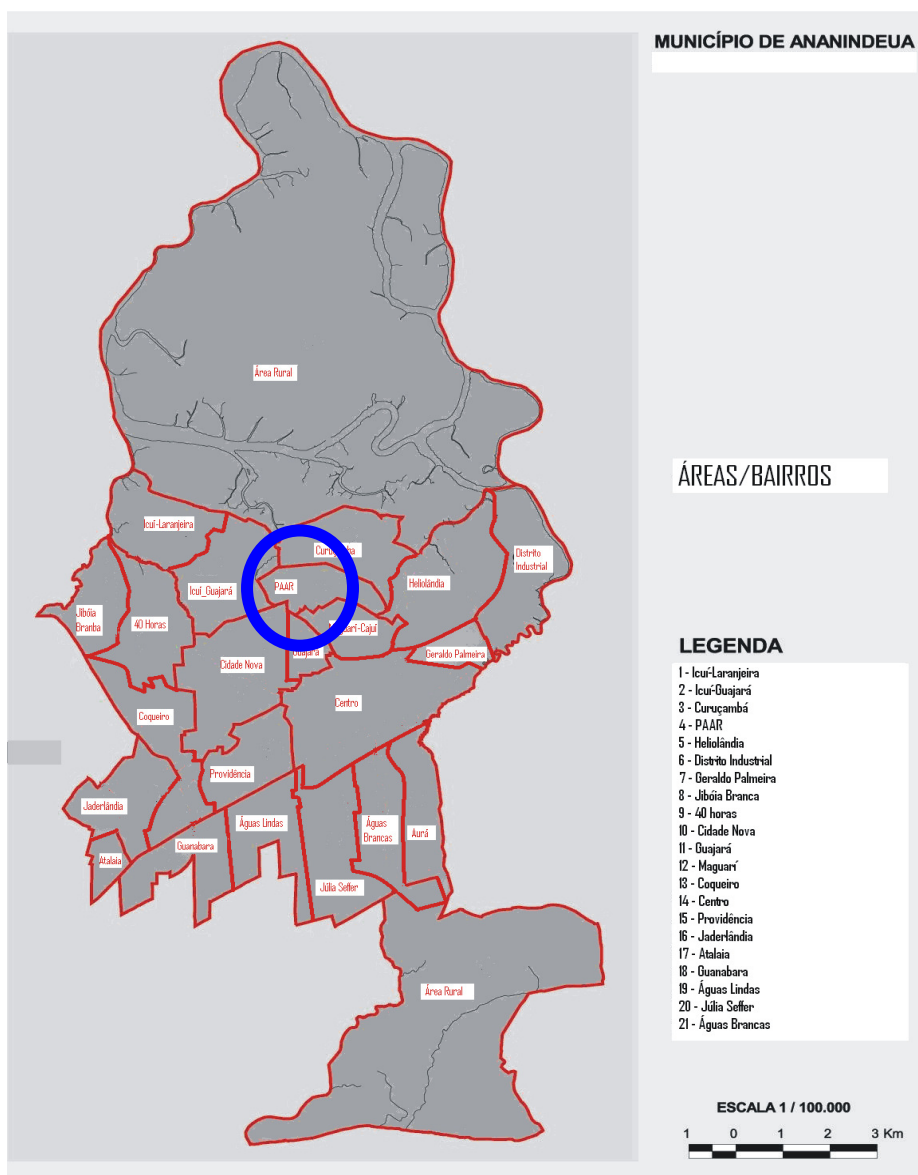 MUNICÍPIO DE ANANINDEUA
Área Rural
ÁREAS/BAIRROS
Icuí-Laranjeira
Curuçambá
Distrito
Industrial
Icuí_Guajará
PAAR
Heliolândia
Jibóia
Branba
40 Horas
Maguarí-Cajuí
Guajará
Geraldo Palmeira
Cidade Nova
Centro
Coqueiro
Providência
Jaderlândia
Águas Lindas
Águas
Brancas
Aurá
Guanabara
Atalaia
Júlia Seffer
Área Rural
LEGENDA
1 - Icuí-Laranjeira
2 - Icuí-Guajará
3 - Curuçambá
4 - PAAR
5 - Heliolândia
6 - Distrito Industrial
7 - Geraldo Palmeira
8 - Jibóia Branca
9 - 40 horas
10 - Cidade Nova
11 - Guajará
12 - Maguarí
13 - Coqueiro
14 - Centro
15 - Providência
16 - Jaderlândia
17 - Atalaia
18 - Guanabara
19 - Águas Lindas
20 - Júlia Seffer
21 - Águas Brancas
ESCALA 1 / 100.000
1 0 1 2 3 Km